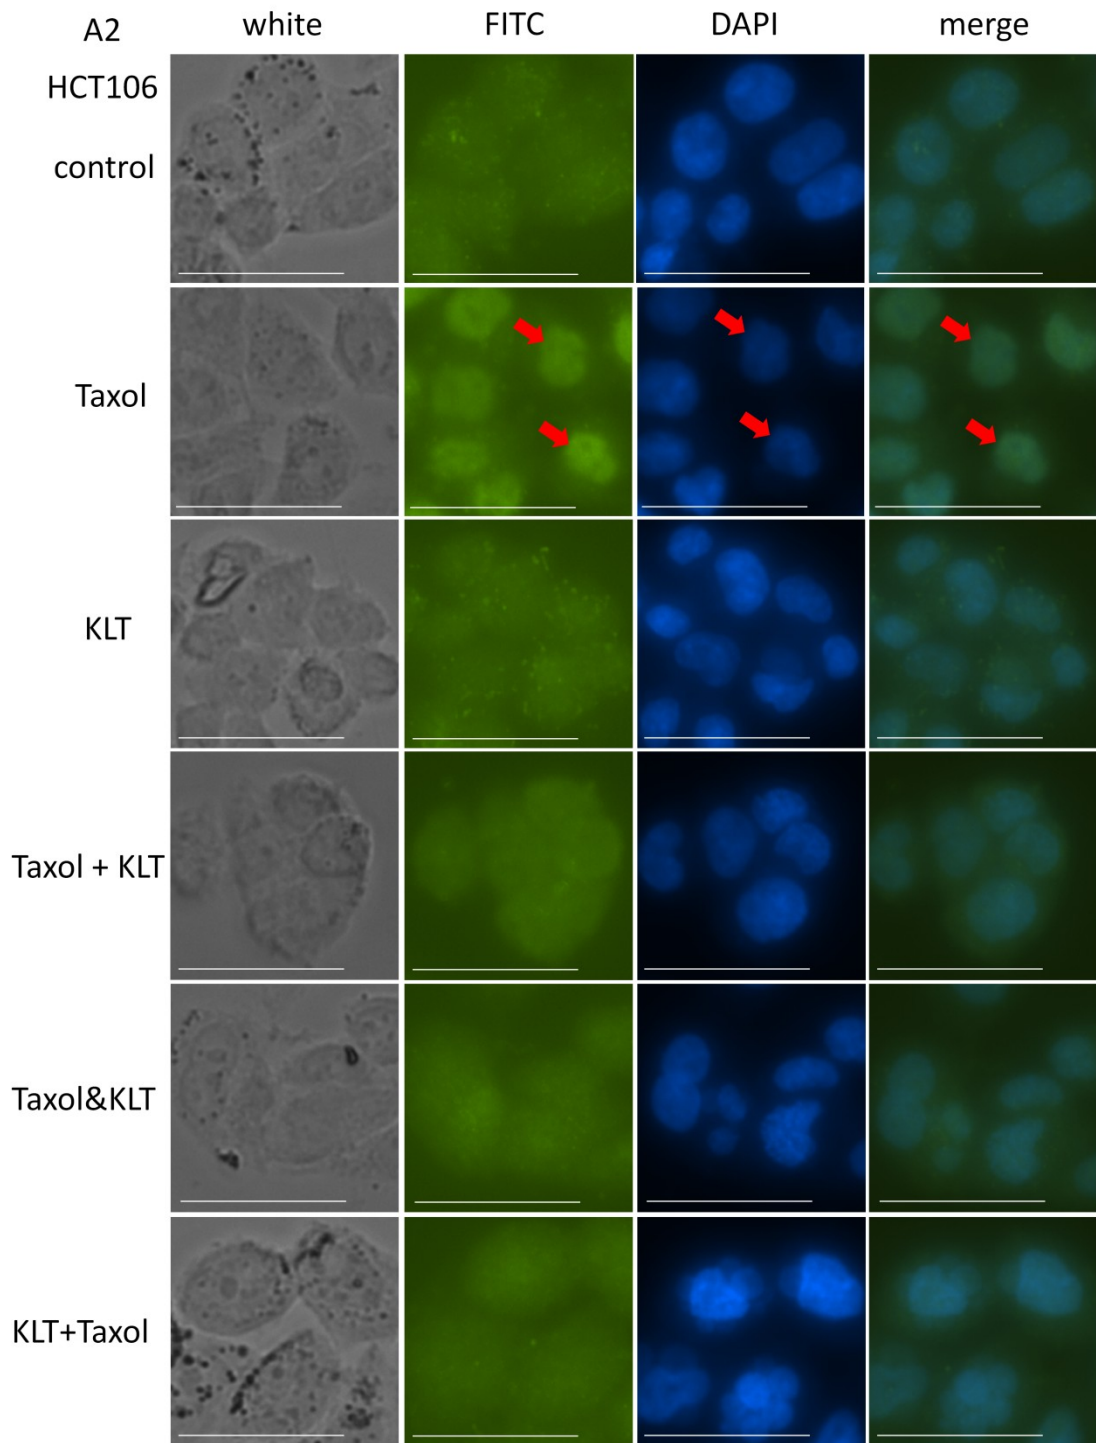 A2
white
FITC
DAPI
merge
HCT106
control
Taxol
KLT
Taxol + KLT
Taxol&KLT
KLT+Taxol